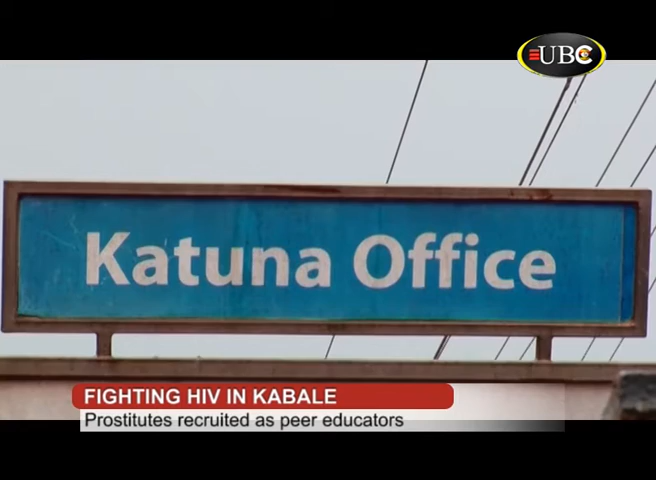 UBC
Katuna Office
FIGHTING HIV IN KABALE
Prostitutes recruited as peer educators